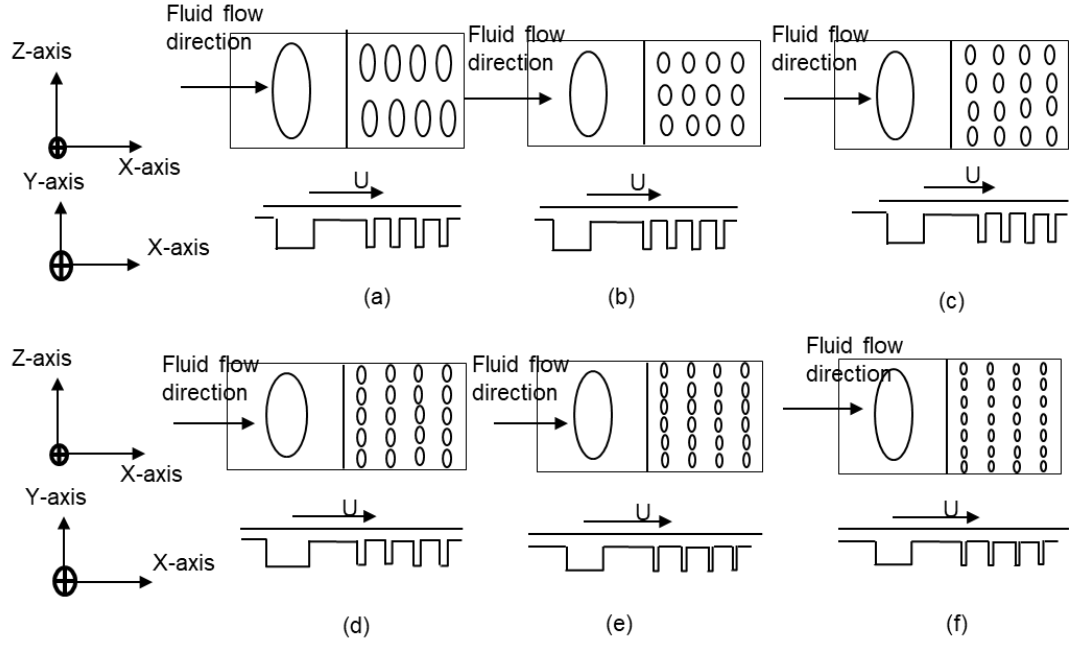 Fluid flow
direction
Z-axis
X-axis
Y-axis
X-axis
U
(a)
Fluid flow
direction
U
(b)
Fluid flow
direction
U
(c)
Z-axis
X-axis
Y-axis
X-axis
Fluid flow
direction
U
(d)
Fluid flow
direction
U
(e)
Fluid flow
direction
U
(f)